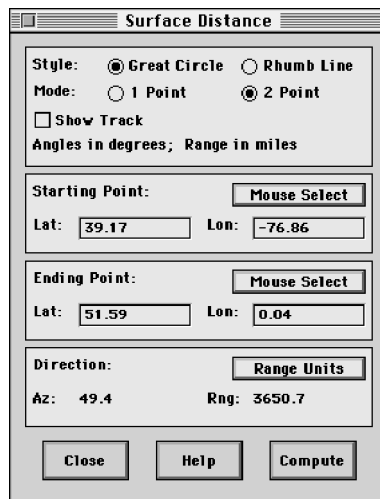 Surface Distance
Style: Great Circle Rhumb Line
Mode: 1 Point 2 Point
Show Track
Angles in degrees; Range in miles
Starting Point: Mouse Select
Lat: 39.17 Lon: -76.86
Ending Point: Mouse Select
Lat: 51.59 Lon: 0.04
Direction: Range Units
Az: 49.4 Rng: 3650.7
Close Help Compute